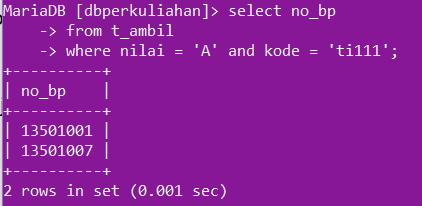 MariaDB [dbperkuliahan]> select no_bp
    -> from t_ambil
    -> where nilai = 'A' and kode = 'ti111';
+----------+
| no_bp    |
+----------+
| 13501001 |
| 13501007 |
+----------+
2 rows in set (0.001 sec)